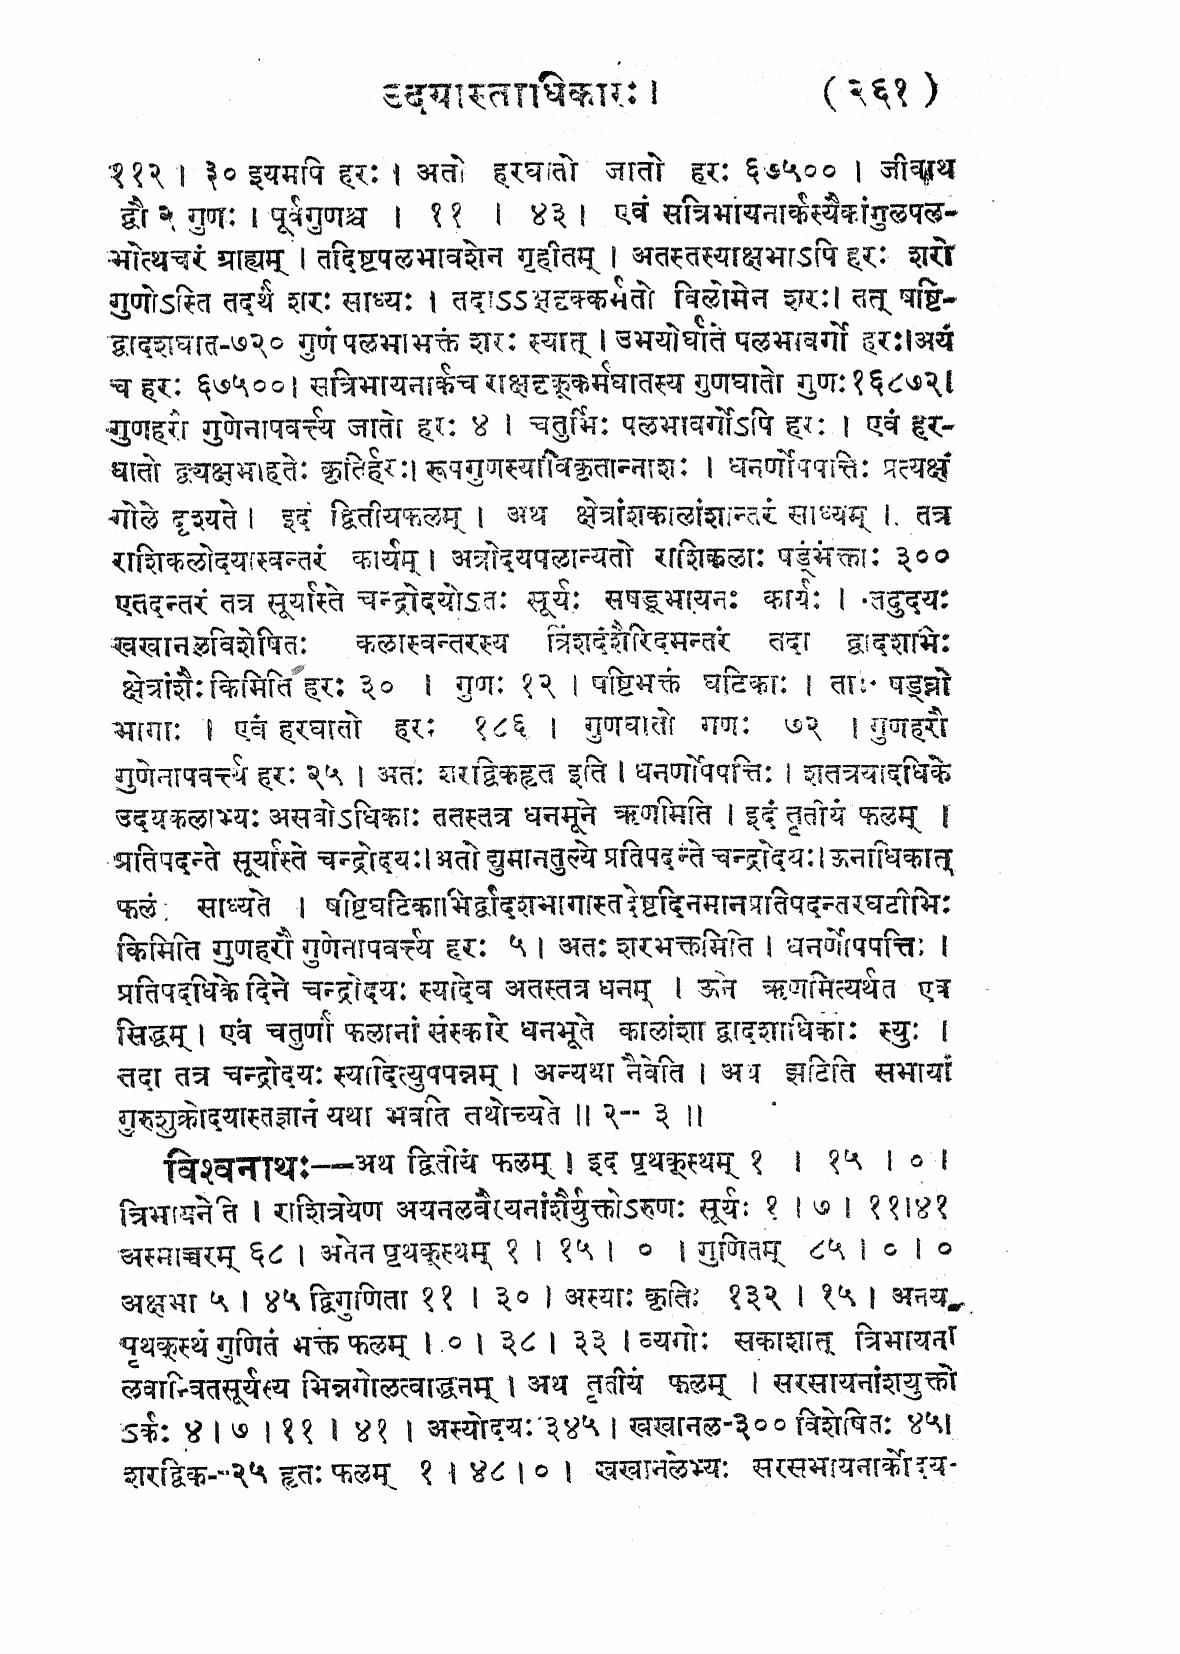 उदयास्ताधिकारः । (२६१)
११२ । ३० इयमपि हरः । अतो हरघातो जातो हरः ६७५०० । जीवाथ
द्वौ २ गुणः । पूर्वगुणश्च । ११ । ४३ । एवं सत्रिभायनार्कस्यैकांगुलपल-
भोत्थचरं ग्राह्यम् । तदिष्टपलभावशेन गृहीतम् । अतस्तस्याक्षभाऽपि हरः शरो
गुणोऽस्ति तदर्थं शरः साध्यः । तदाऽऽक्षदृक्कर्मतो विलोमेन शरः। तत् षष्टि-
द्वादशघात-७२० गुणं पलभाभक्तं शरः स्यात् । उभयोर्घाते पलभावर्गो हरः।अयं
च हरः ६७५००। सत्रिभायनार्कच राक्षदृक्कर्मघातस्य गुणघातो गुणः१६८७२।
गुणहरौ गुणेनापवर्त्त्य जातो हरः ४ । चतुर्भिः पलभावर्गोऽपि हरः । एवं हर-
घातो द्व्यक्षभाहतेः कृतिर्हरः। रूपगुणस्याविकृतान्नाशः । धनर्णोपपत्तिः प्रत्यक्षं
गोले दृश्यते । इदं द्वितीयफलम् । अथ क्षेत्रांशकालांशान्तरं साध्यम् । तत्र
राशिकलोदयास्वन्तरं कार्यम् । अत्रोदयपलान्यतो राशिकलाः षड्भंक्ताः ३००
एतदन्तरं तत्र सूर्यास्ते चन्द्रोदयोऽतः सूर्यः सषड्भायनः कार्यः । तदुदयः
खखानलविशेषितः कलास्वन्तरस्य त्रिंशदंशैरिदमन्तरं तदा द्वादशभिः
क्षेत्रांशैः किमिति हरः ३० । गुणः १२ । षष्टिभक्तं घटिकाः । ताः षड्घ्नो
भागाः । एवं हरघातो हरः १८६ । गुणघातो गणः ७२ । गुणहरौ
गुणेनापवर्त्त्य हरः २५ । अतः शरद्विकहृत इति । धनर्णोपपत्तिः । शतत्रयादधिके
उदयकलाभ्यः असवोऽधिकाः ततस्तत्र धनमूने ऋणमिति । इदं तृतीयं फलम् ।
प्रतिपदन्ते सूर्यास्ते चन्द्रोदयः।अतो द्युमानतुल्ये प्रतिपदन्ते चन्द्रोदयः।ऊनाधिकात्
फलं साध्यते । षष्टिघटिकाभिर्द्वादशभागास्तदेष्टदिनमानप्रतिपदन्तरघटीभिः
किमिति गुणहरौ गुणेनापवर्त्त्य हरः ५ । अतः शरभक्तमिति । धनर्णोपपत्तिः ।
प्रतिपदधिके दिने चन्द्रोदयः स्यादेव अतस्तत्र धनम् । ऊने ऋणमित्यर्थत एव
सिद्धम् । एवं चतुर्णां फलानां संस्कारे धनभूते कालांशा द्वादशाधिकाः स्युः ।
तदा तत्र चन्द्रोदयः स्यादित्युपपन्नम् । अन्यथा नैवेति । अथ झटिति सभायां
गुरुशुक्रोदयास्तज्ञानं यथा भवति तथोच्यते ॥ २-- ३ ॥
विश्वनाथः--अथ द्वितीयं फलम् । इद पृथक्स्थम् १ । १५ । ० ।
त्रिभायनेति । राशित्रयेण अयनलवैरयनांशैर्युक्तोऽरुणः सूर्यः १ । ७ । ११।४१
अस्माच्चरम् ६८ । अनेन पृथक्स्थम् १ । १५ । ० । गुणितम् ८५ । ० । ०
अक्षभा ५ । ४५ द्विगुणिता ११ । ३० । अस्याः कृतिः १३२ । १५ । अनय-
पृथक्स्थं गुणितं भक्तं फलम् । ० । ३८ । ३३ । व्यगोः सकाशात् त्रिभायना
लवान्वितसूर्यस्य भिन्नगोलत्वाद्धनम् । अथ तृतीयं फलम् । सरसायनांशयुक्तो
ऽर्कः ४ । ७ । ११ । ४१ । अस्योदयः ३४५ । खखानल-३०० विशेषितः ४५।
शरद्विक--२५ हृतः फलम् १ । ४८ । ० । खखानलेभ्यः सरसभायनार्कोदय-